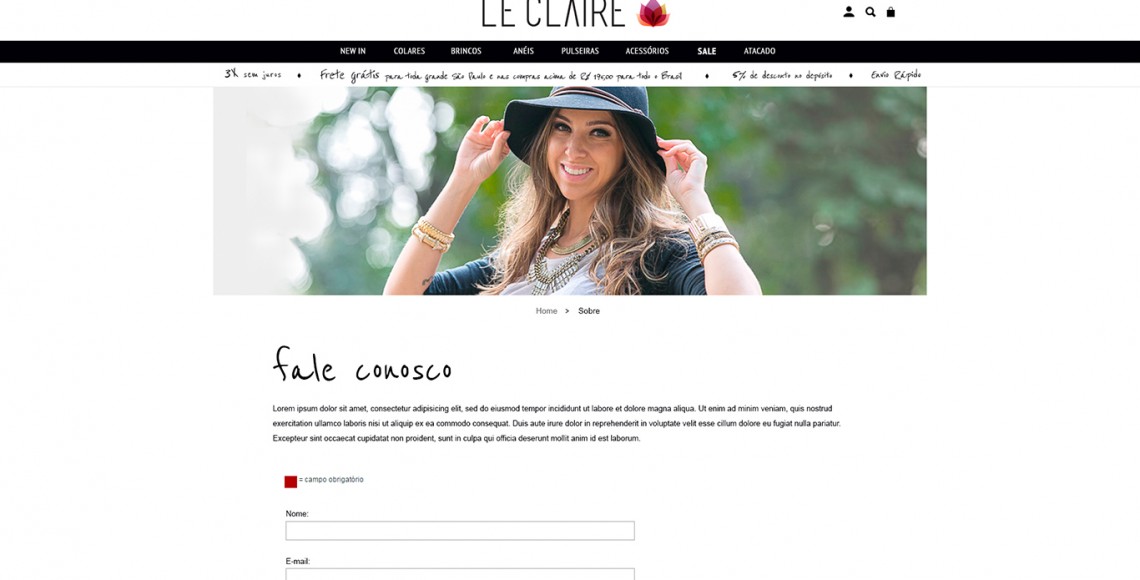 LE CLAIRE
NEW IN COLARES BRINCOS ANÉIS PULSEIRAS ACESSÓRIOS SALE ATACADO
3X sem juros ♦ Frete grátis para toda grande São Paulo e nas compras acima de R$ 190,00 para todo o Brasil ♦ 5% de desconto no depósito ♦ Envio Rápido
Home > Sobre
fale conosco
Lorem ipsum dolor sit amet, consectetur adipisicing elit, sed do eiusmod tempor incididunt ut labore et dolore magna aliqua. Ut enim ad minim veniam, quis nostrud
exercitation ullamco laboris nisi ut aliquip ex ea commodo consequat. Duis aute irure dolor in reprehenderit in voluptate velit esse cillum dolore eu fugiat nulla pariatur.
Excepteur sint occaecat cupidatat non proident, sunt in culpa qui officia deserunt mollit anim id est laborum.
= campo obrigatório
Nome:
E-mail: